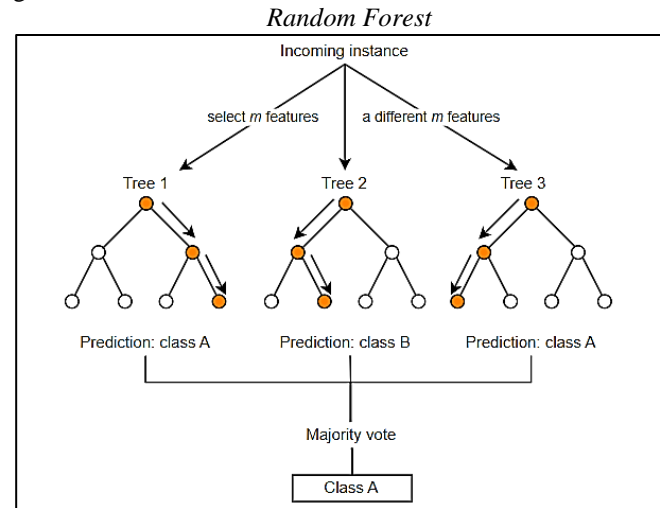 Random Forest
Incoming instance
select m features
a different m features
Tree 1
Tree 2
Tree 3
Prediction: class A
Prediction: class B
Prediction: class A
Majority vote
Class A